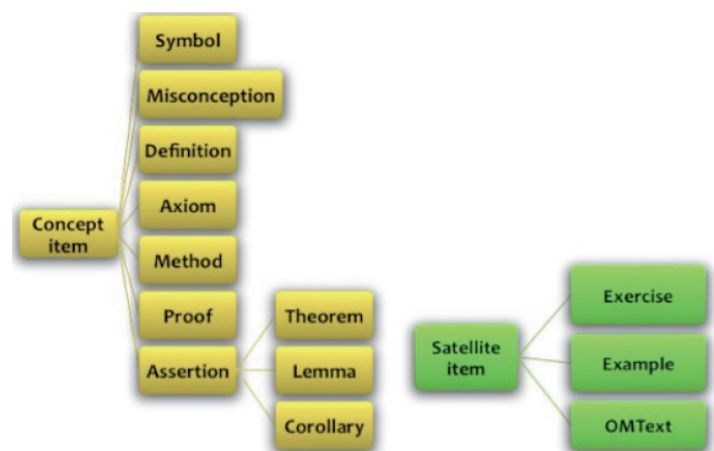 Symbol
Misconception
Definition
Axiom
Concept
item
Method
Proof
Assertion
Theorem
Lemma
Corollary
Satellite
item
Exercise
Example
OMText